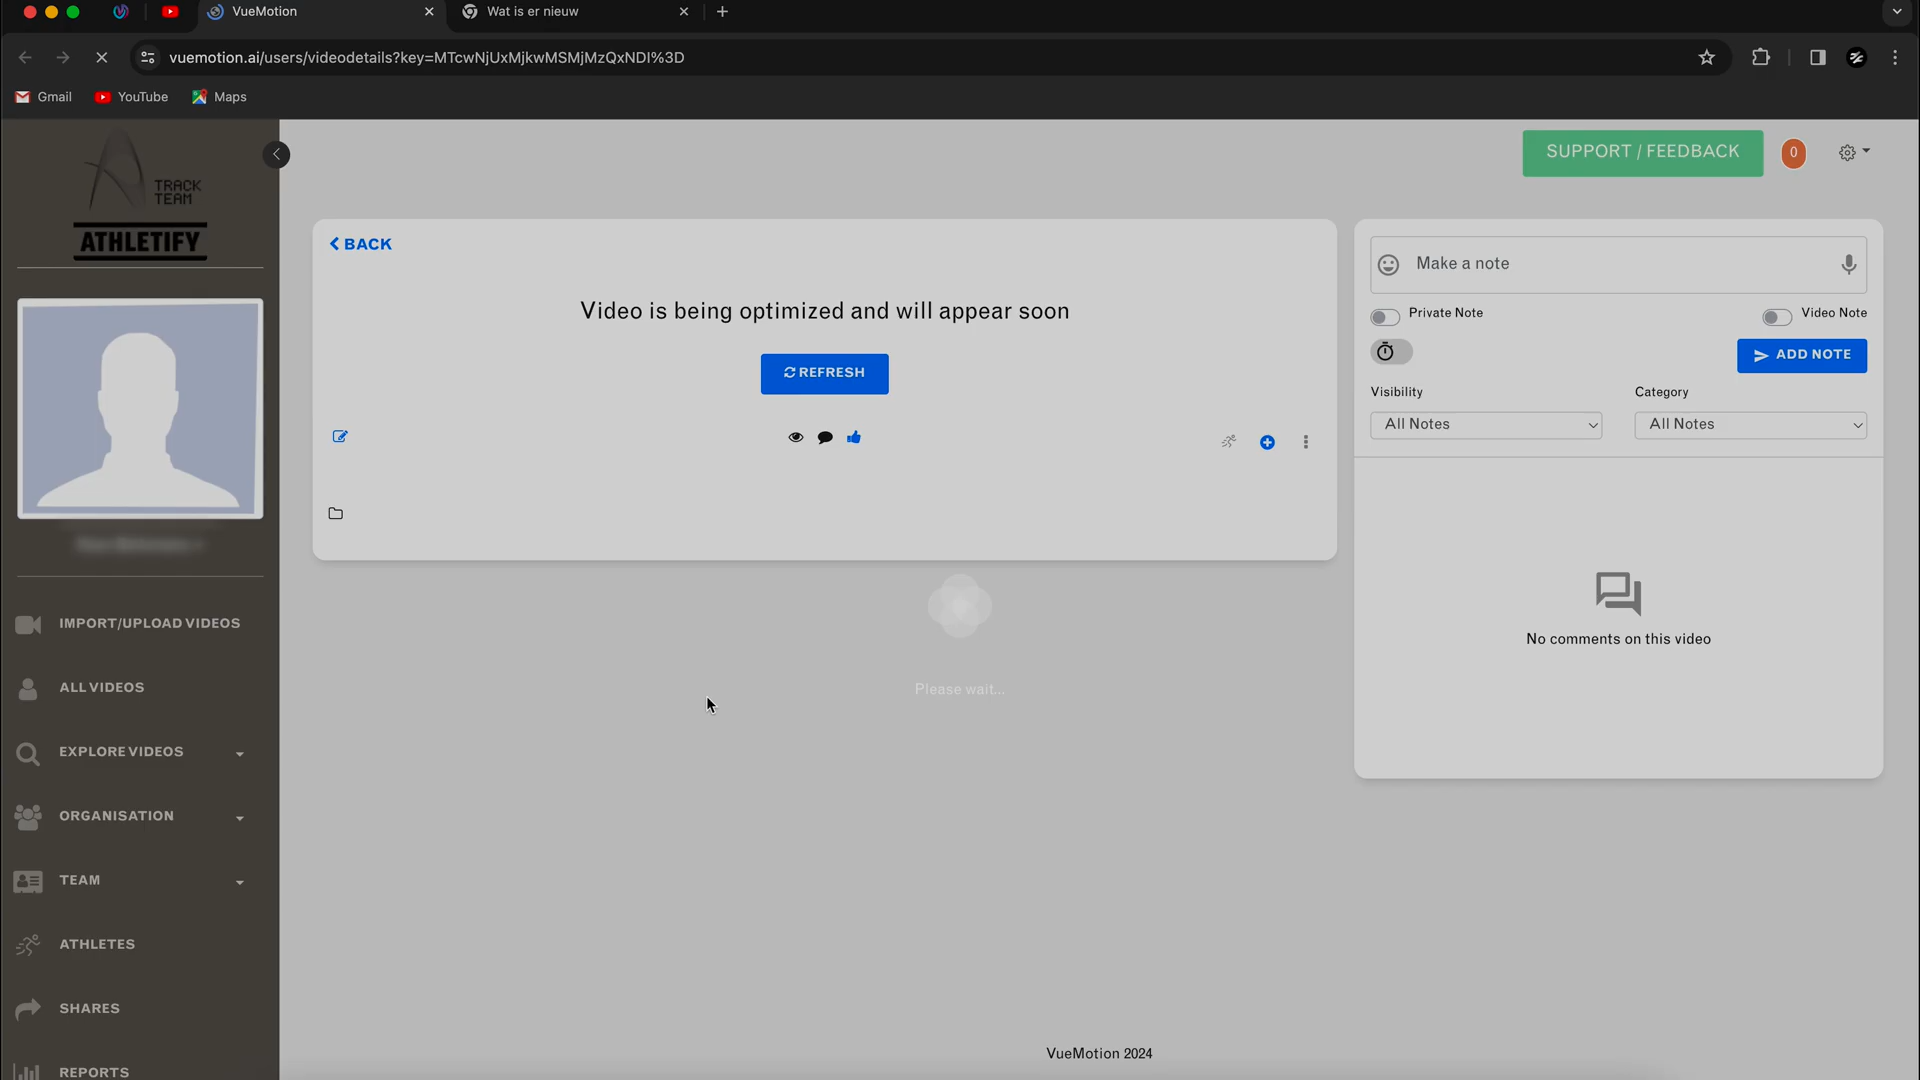 VueMotion
Wat is er nieuw
vuemotion.ai/users/videodetails?key=MTcwNjUxMjkwMSMjMzQxNDI%3D
Gmail
YouTube
Maps
TRACK
TEAM
ATHLETIFY
SUPPORT / FEEDBACK
0
BACK
Video is being optimized and will appear soon
REFRESH
Make a note
Private Note
Video Note
ADD NOTE
Visibility
Category
All Notes
All Notes
No comments on this video
Please wait...
IMPORT/UPLOAD VIDEOS
ALL VIDEOS
EXPLORE VIDEOS
ORGANISATION
TEAM
ATHLETES
SHARES
REPORTS
VueMotion 2024